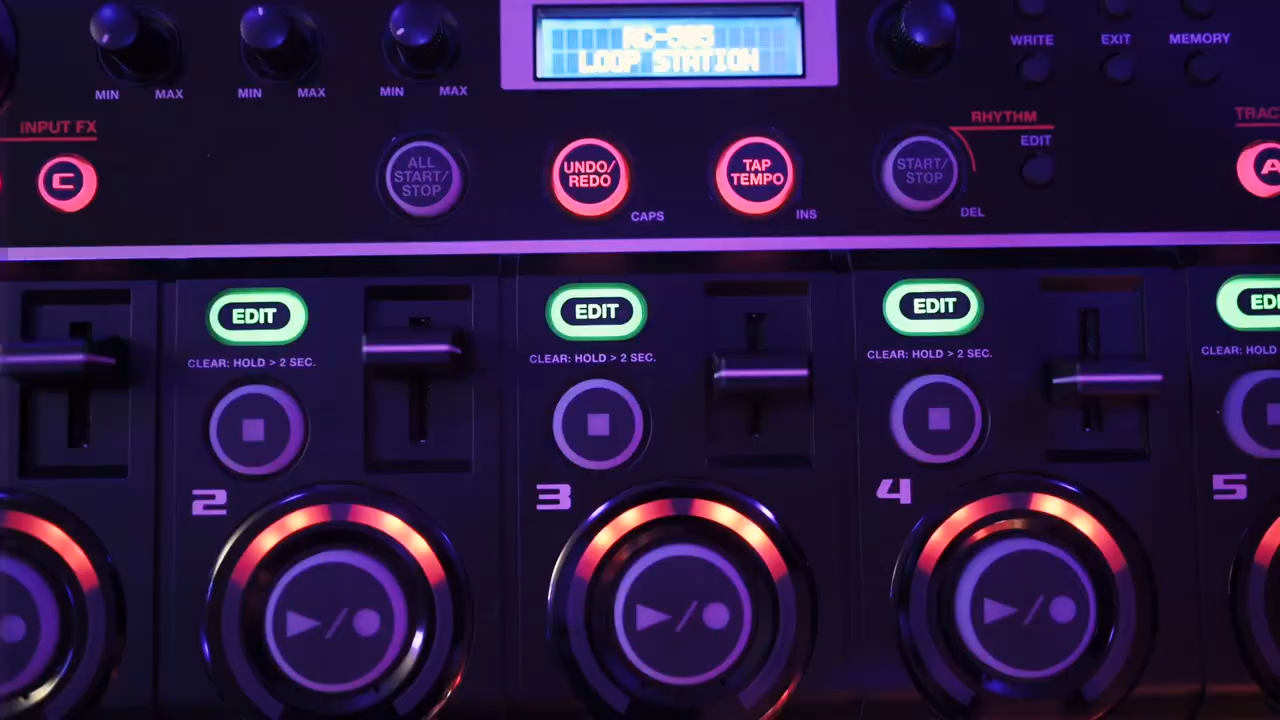 RC-505
LOOP STATION
WRITE EXIT MEMORY
MIN MAX MIN MAX MIN MAX
INPUT FX RHYTHM
EDIT
C ALL START/STOP UNDO/REDO TAP TEMPO START/STOP A
CAPS INS DEL
EDIT EDIT EDIT
CLEAR: HOLD > 2 SEC. CLEAR: HOLD > 2 SEC. CLEAR: HOLD > 2 SEC. CLEAR: HOLD
2 3 4 5